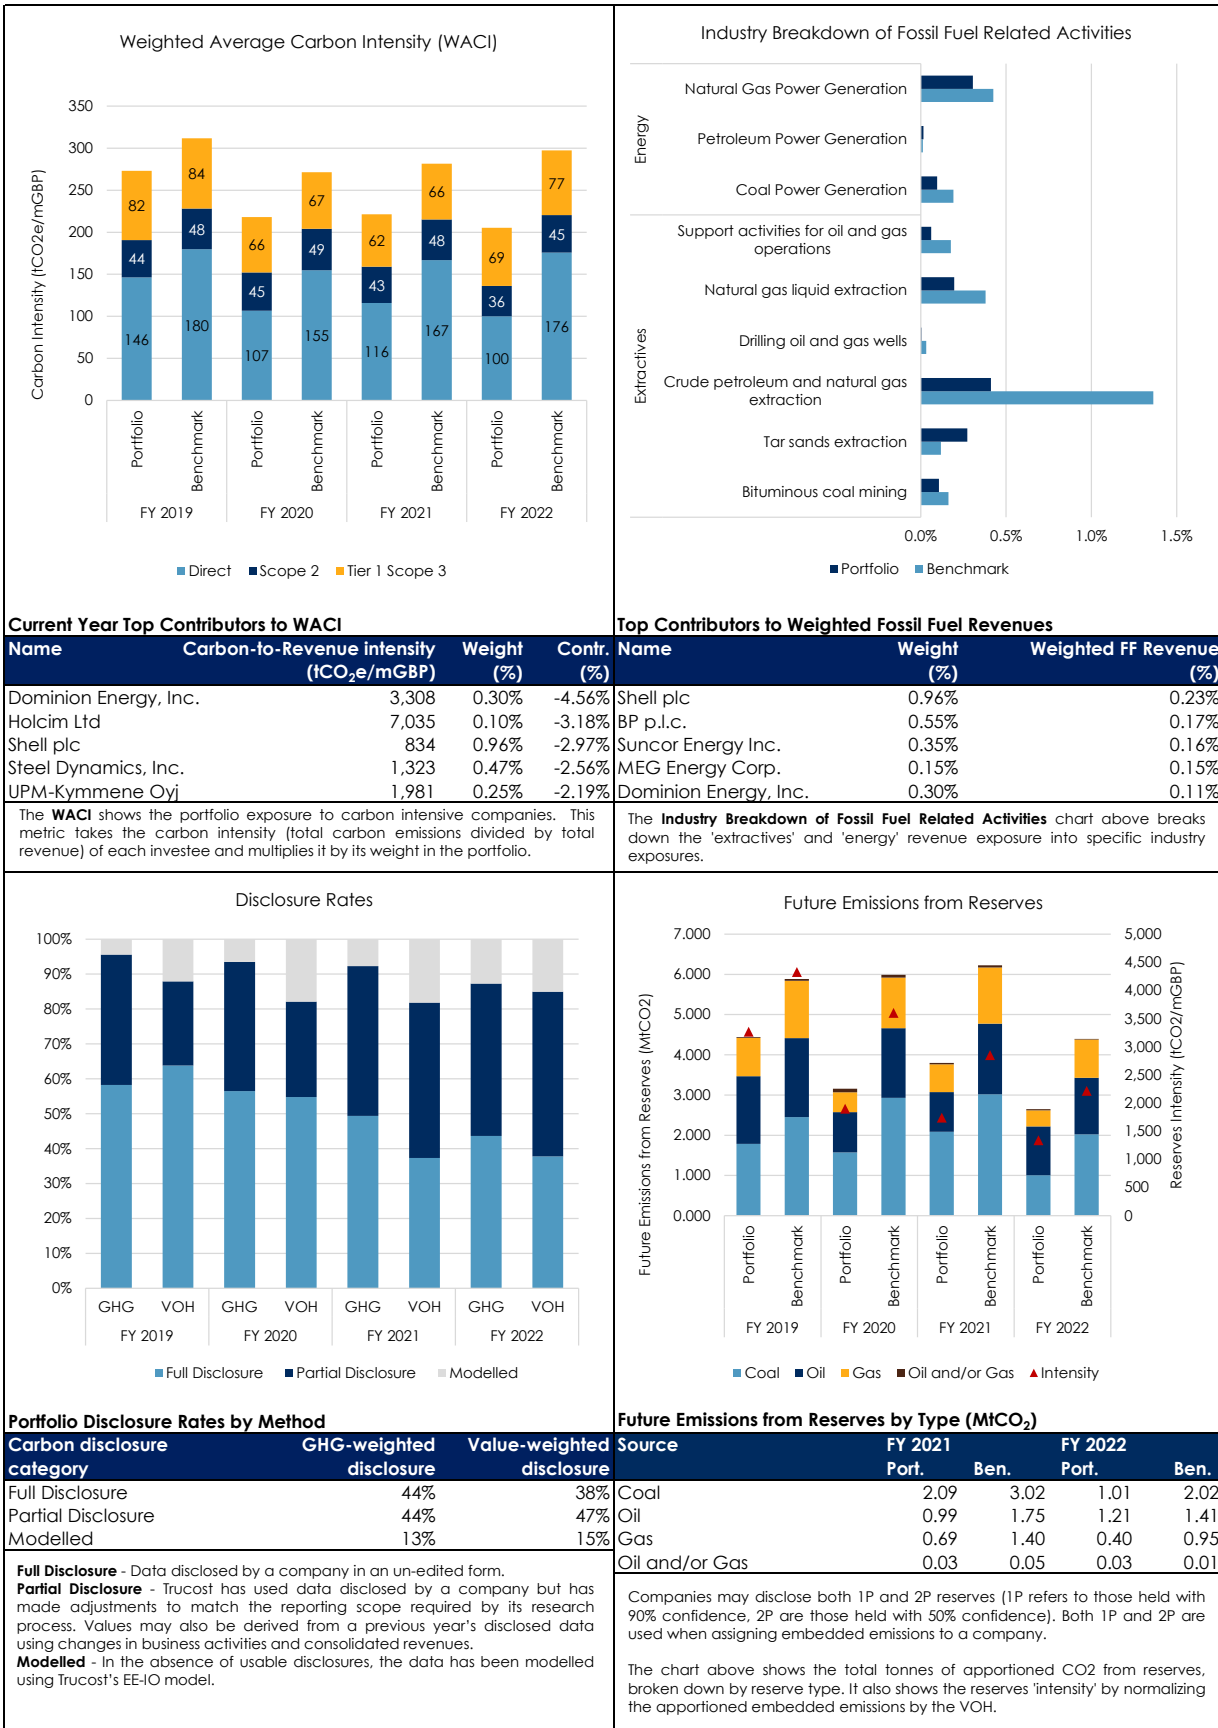 Weighted Average Carbon Intensity (WACI)
Carbon Intensity (tCO2e/mGBP)
350
300
250
200
150
100
50
0
82
44
146
84
48
180
66
45
107
67
49
155
62
43
116
66
48
167
69
36
100
77
45
176
Portfolio
Benchmark
Portfolio
Benchmark
Portfolio
Benchmark
Portfolio
Benchmark
FY 2019
FY 2020
FY 2021
FY 2022
Direct
Scope 2
Tier 1 Scope 3
Current Year Top Contributors to WACI
Name Carbon-to-Revenue intensity Weight Contr.
(tCO2e/mGBP) (%) (%)
Dominion Energy, Inc. 3,308 0.30% -4.56%
Holcim Ltd 7,035 0.10% -3.18%
Shell plc 834 0.96% -2.97%
Steel Dynamics, Inc. 1,323 0.47% -2.56%
UPM-Kymmene Oyj 1,981 0.25% -2.19%
The WACI shows the portfolio exposure to carbon intensive companies. This
metric takes the carbon intensity (total carbon emissions divided by total
revenue) of each investee and multiplies it by its weight in the portfolio.
Industry Breakdown of Fossil Fuel Related Activities
Energy
Natural Gas Power Generation
Petroleum Power Generation
Coal Power Generation
Extractives
Support activities for oil and gas
operations
Natural gas liquid extraction
Drilling oil and gas wells
Crude petroleum and natural gas
extraction
Tar sands extraction
Bituminous coal mining
0.0%
0.5%
1.0%
1.5%
Portfolio
Benchmark
Top Contributors to Weighted Fossil Fuel Revenues
Name Weight Weighted FF Revenue
(%) (%)
Shell plc 0.96% 0.23%
BP p.l.c. 0.55% 0.17%
Suncor Energy Inc. 0.35% 0.16%
MEG Energy Corp. 0.15% 0.15%
Dominion Energy, Inc. 0.30% 0.11%
The Industry Breakdown of Fossil Fuel Related Activities chart above breaks
down the 'extractives' and 'energy' revenue exposure into specific industry
exposures.
Disclosure Rates
100%
90%
80%
70%
60%
50%
40%
30%
20%
10%
0%
GHG
VOH
GHG
VOH
GHG
VOH
GHG
VOH
FY 2019
FY 2020
FY 2021
FY 2022
Full Disclosure
Partial Disclosure
Modelled
Portfolio Disclosure Rates by Method
Carbon disclosure GHG-weighted Value-weighted
category disclosure disclosure
Full Disclosure 44% 38%
Partial Disclosure 44% 47%
Modelled 13% 15%
Full Disclosure - Data disclosed by a company in an un-edited form.
Partial Disclosure - Trucost has used data disclosed by a company but has
made adjustments to match the reporting scope required by its research
process. Values may also be derived from a previous year's disclosed data
using changes in business activities and consolidated revenues.
Modelled - In the absence of usable disclosures, the data has been modelled
using Trucost's EE-IO model.
Future Emissions from Reserves
Future Emissions from Reserves (MtCO2)
7.000
6.000
5.000
4.000
3.000
2.000
1.000
0.000
5,000
4,500
4,000
3,500
3,000
2,500
2,000
1,500
1,000
500
0
Reserves Intensity (tCO2/mGBP)
Portfolio
Benchmark
Portfolio
Benchmark
Portfolio
Benchmark
Portfolio
Benchmark
FY 2019
FY 2020
FY 2021
FY 2022
Coal
Oil
Gas
Oil and/or Gas
Intensity
Future Emissions from Reserves by Type (MtCO2)
Source FY 2021 FY 2022
Port. Ben. Port. Ben.
Coal 2.09 3.02 1.01 2.02
Oil 0.99 1.75 1.21 1.41
Gas 0.69 1.40 0.40 0.95
Oil and/or Gas 0.03 0.05 0.03 0.01
Companies may disclose both 1P and 2P reserves (1P refers to those held with
90% confidence, 2P are those held with 50% confidence). Both 1P and 2P are
used when assigning embedded emissions to a company.
The chart above shows the total tonnes of apportioned CO2 from reserves,
broken down by reserve type. It also shows the reserves 'intensity' by normalizing
the apportioned embedded emissions by the VOH.